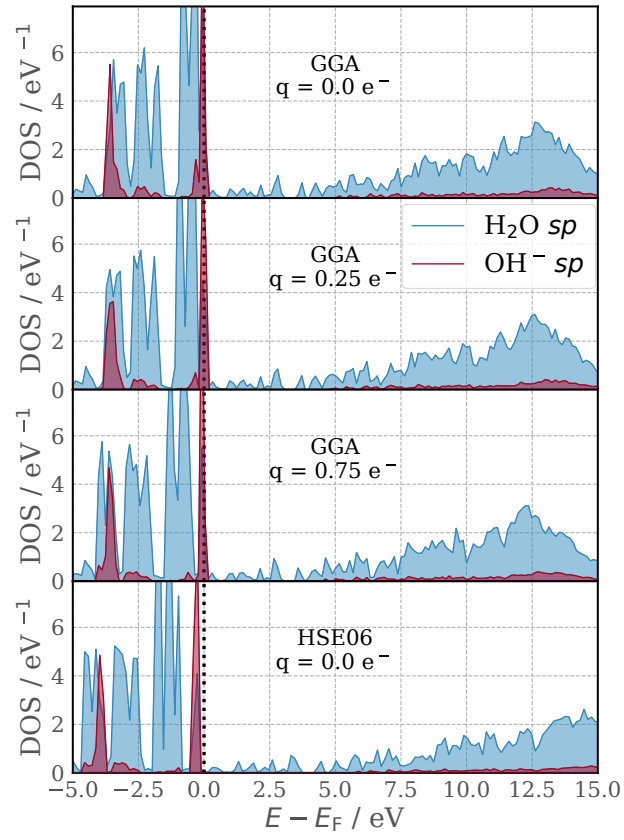 DOS / eV ⁻¹
6
4
2
0
GGA
q = 0.0 e⁻
DOS / eV ⁻¹
6
4
2
0
GGA
q = 0.25 e⁻
H₂O sp
OH⁻ sp
DOS / eV ⁻¹
6
4
2
0
GGA
q = 0.75 e⁻
DOS / eV ⁻¹
6
4
2
0
HSE06
q = 0.0 e⁻
−5.0 −2.5 0.0 2.5 5.0 7.5 10.0 12.5 15.0
E − E_F / eV